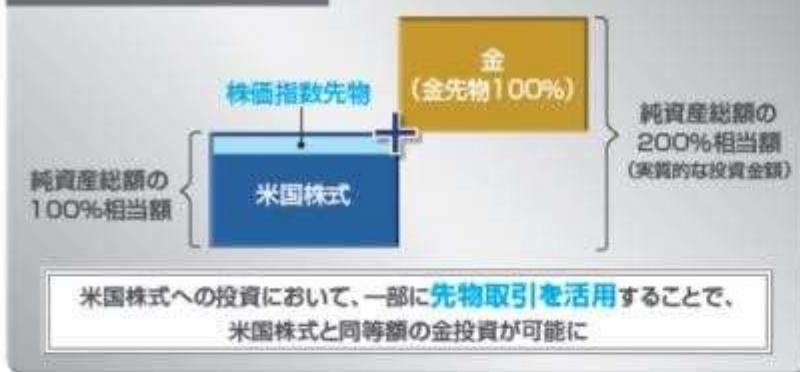 金
(金先物100%)
株価指数先物
純資産総額の
100%相当額
米国株式
純資産総額の
200%相当額
(実質的な投資金額)
米国株式への投資において、一部に先物取引を活用することで、
米国株式と同等額の金投資が可能に